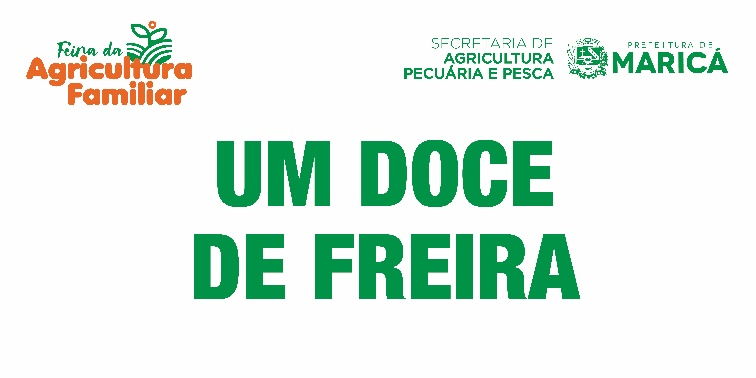 Feira da
Agricultura
Familiar
SECRETARIA DE
AGRICULTURA
PECUÁRIA E PESCA
PREFEITURA DE
MARICÁ
UM DOCE
DE FREIRA